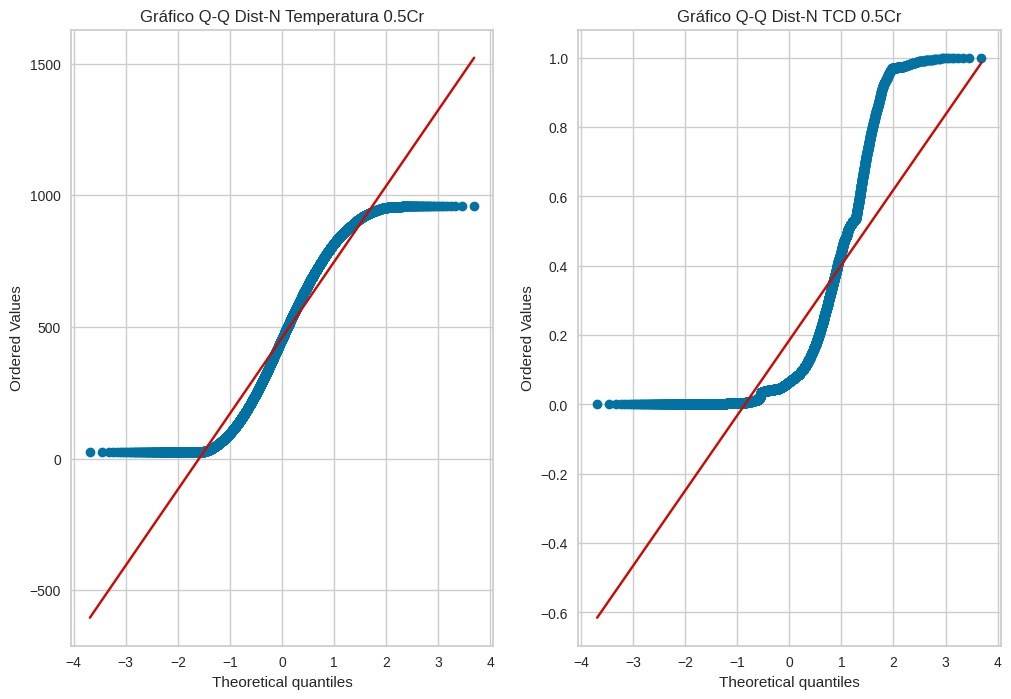 Gráfico Q-Q Dist-N Temperatura 0.5Cr
1500
1000
500
0
−500
Ordered Values
−4 −3 −2 −1 0 1 2 3 4
Theoretical quantiles
Gráfico Q-Q Dist-N TCD 0.5Cr
1.0
0.8
0.6
0.4
0.2
0.0
−0.2
−0.4
−0.6
Ordered Values
−4 −3 −2 −1 0 1 2 3 4
Theoretical quantiles